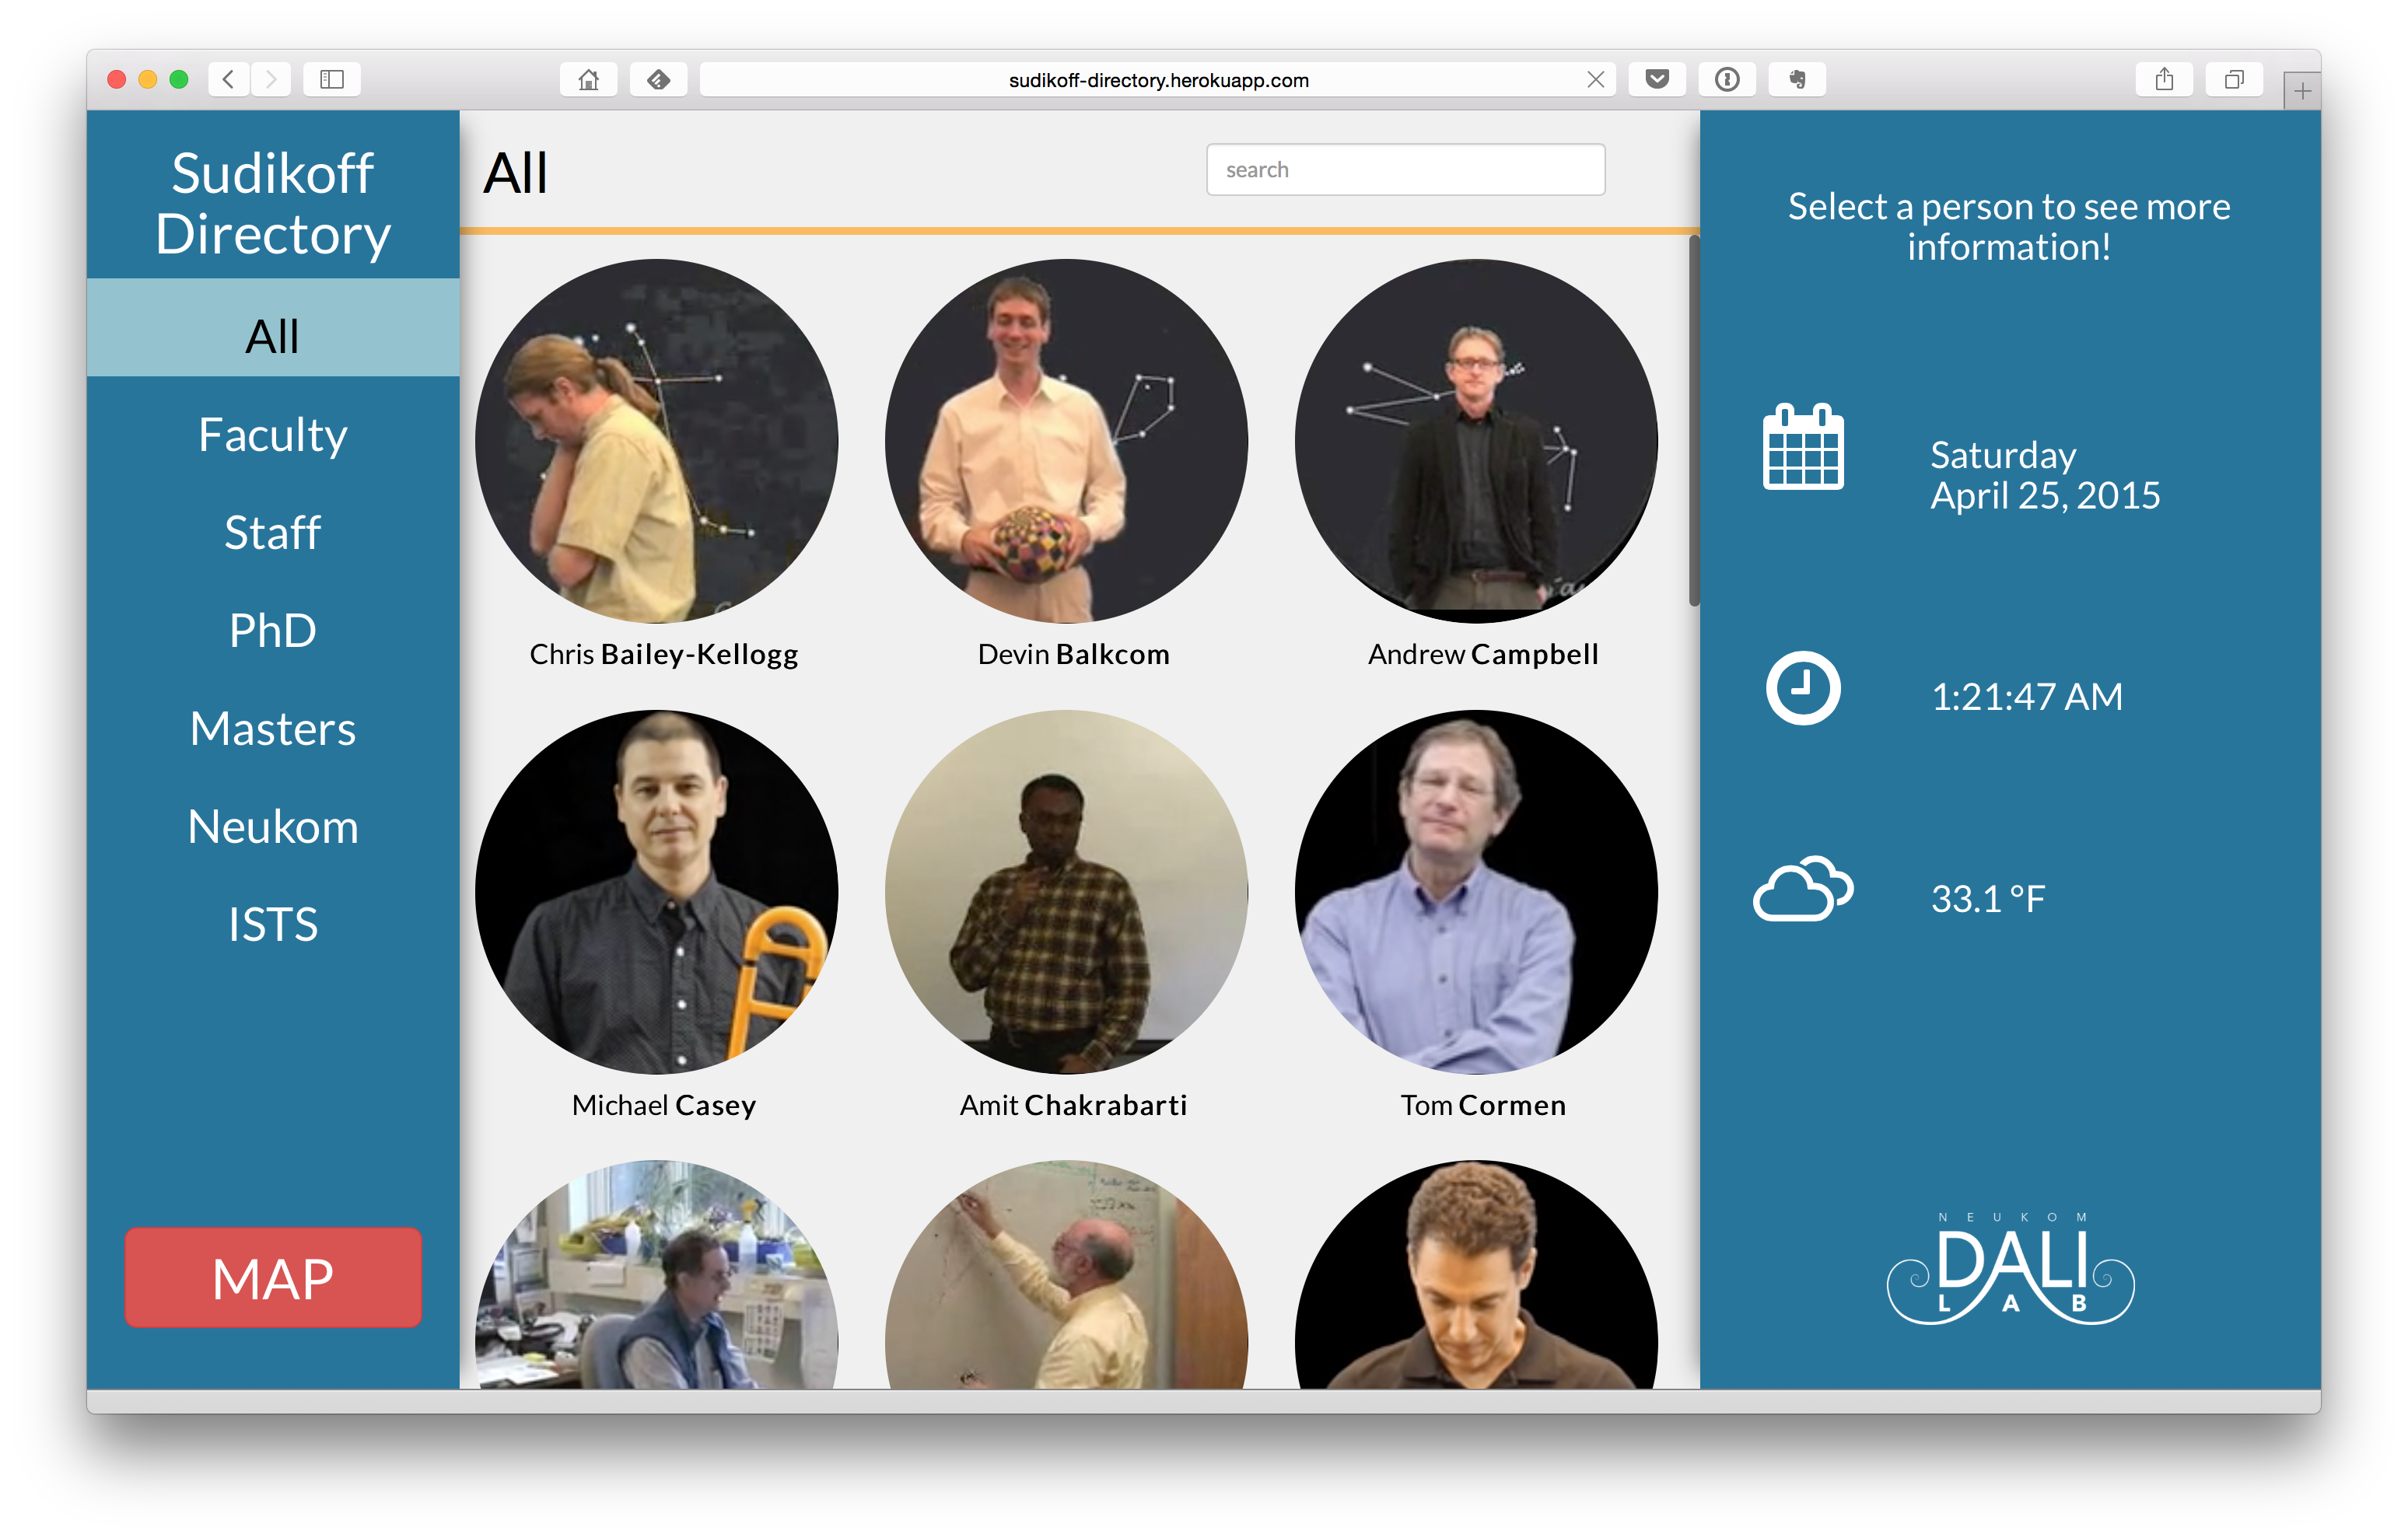 sudikoff-directory.herokuapp.com
Sudikoff
Directory
All
Faculty
Staff
PhD
Masters
Neukom
ISTS
MAP
All
search
Chris Bailey-Kellogg
Devin Balkcom
Andrew Campbell
Michael Casey
Amit Chakrabarti
Tom Cormen
Select a person to see more
information!
Saturday
April 25, 2015
1:21:47 AM
33.1 °F
NEUKOM
DALI
LAB